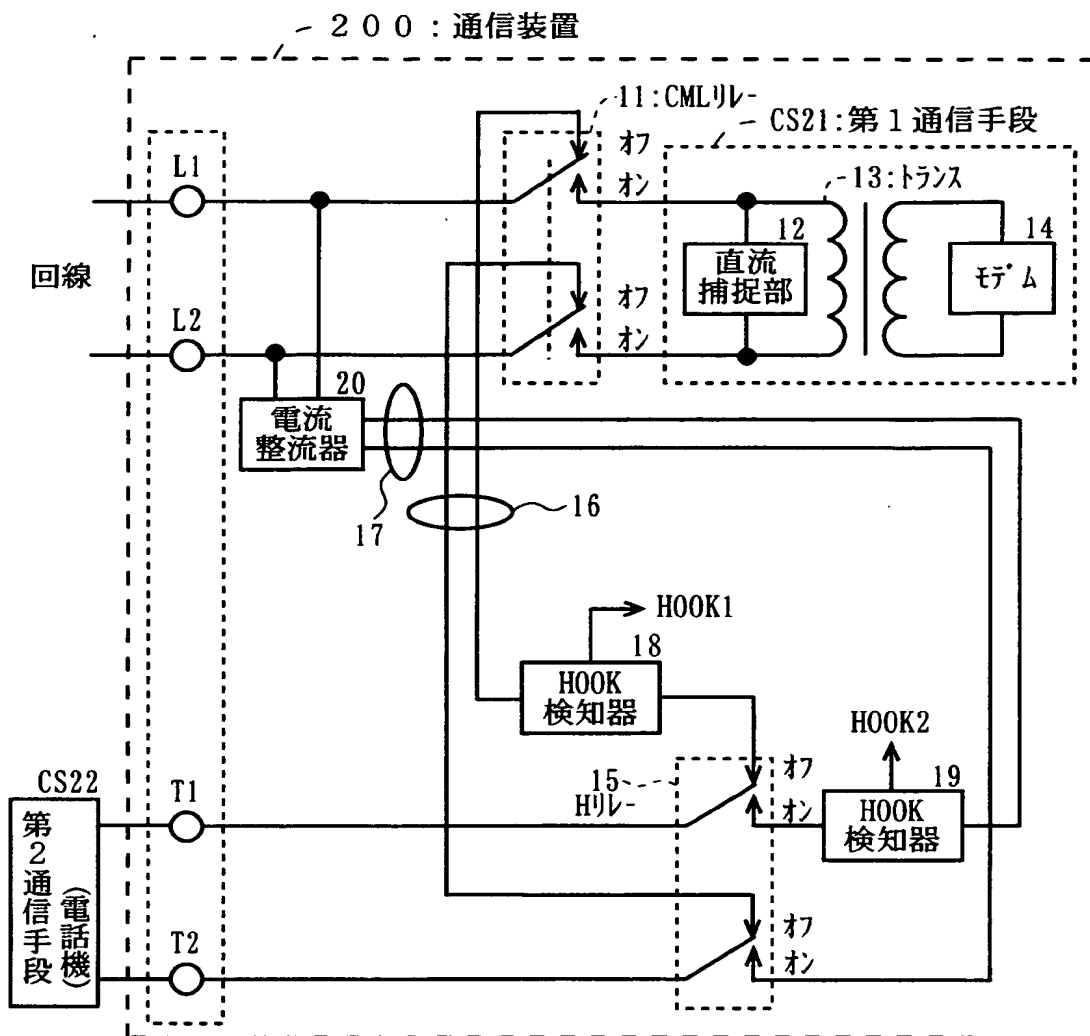 ２００：通信装置
11:CMLﾘﾚｰ
CS21:第１通信手段
L1
オフ
オン
13:ﾄﾗﾝｽ
12
直流
捕捉部
14
ﾓﾃﾞﾑ
回線
L2
オフ
オン
20
電流
整流器
17
16
HOOK1
18
HOOK
検知器
HOOK2
CS22
T1
15
Hﾘﾚｰ
オフ
オン
19
HOOK
検知器
第２通信手段
(電話機)
T2
オフ
オン